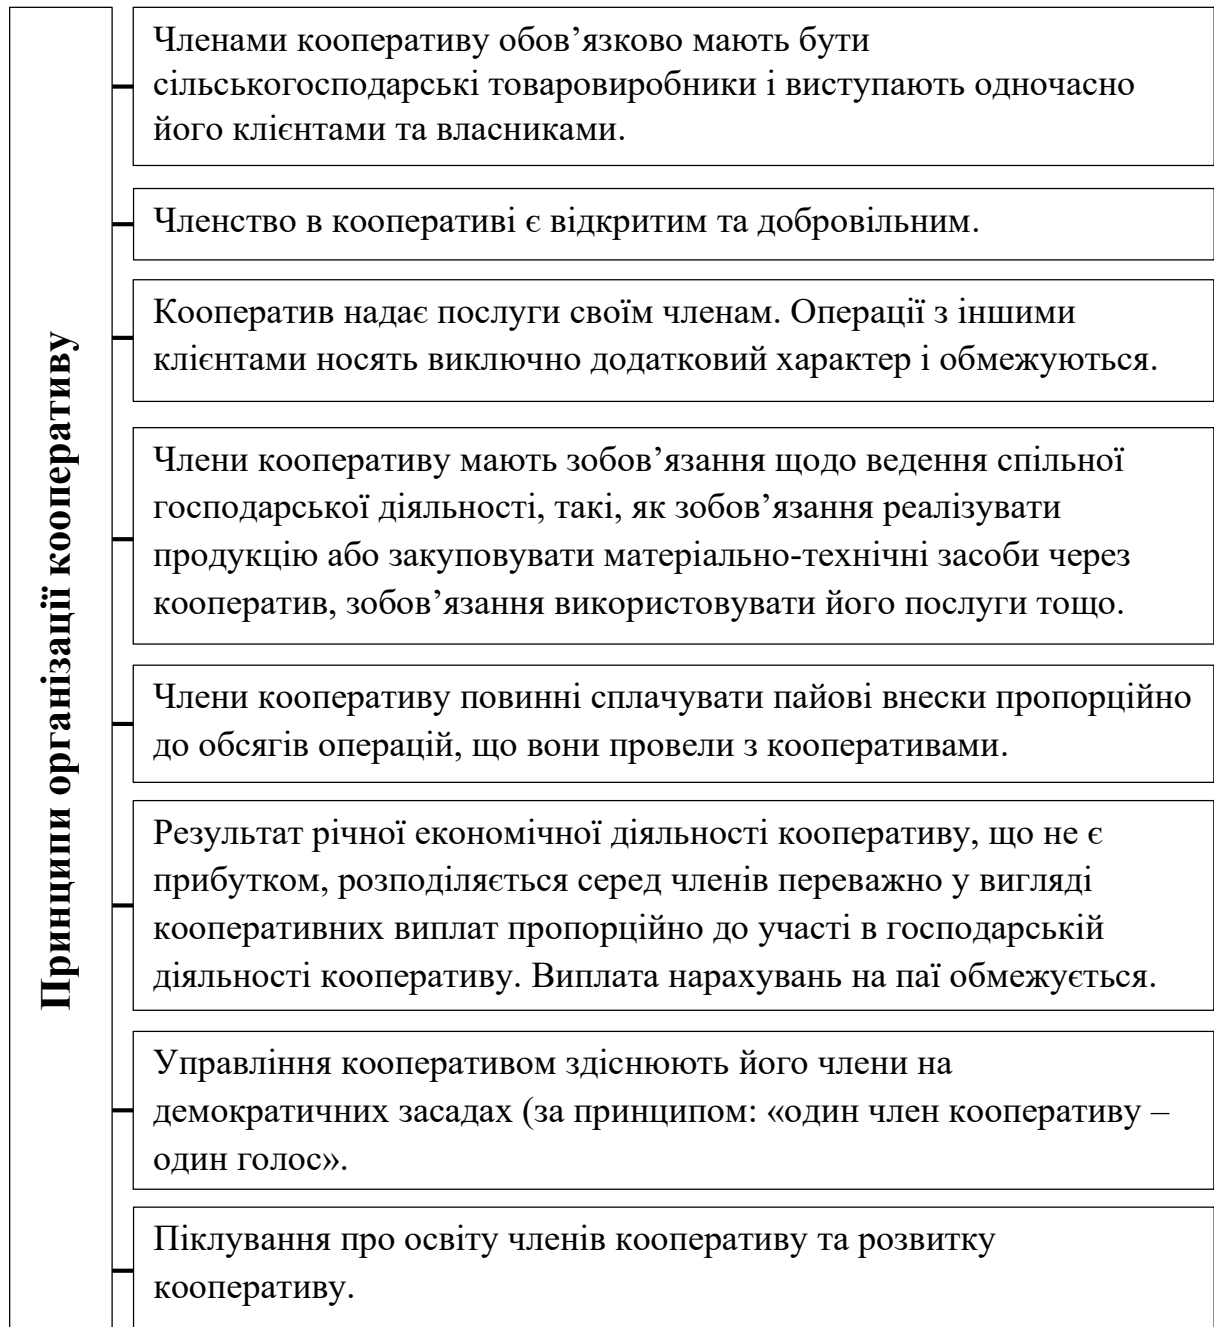 Принципи організації кооперативу
Членами кооперативу обов’язково мають бути
сільськогосподарські товаровиробники і виступають одночасно
його клієнтами та власниками.
Членство в кооперативі є відкритим та добровільним.
Кооператив надає послуги своїм членам. Операції з іншими
клієнтами носять виключно додатковий характер і обмежуються.
Члени кооперативу мають зобов’язання щодо ведення спільної
господарської діяльності, такі, як зобов’язання реалізувати
продукцію або закуповувати матеріально-технічні засоби через
кооператив, зобов’язання використовувати його послуги тощо.
Члени кооперативу повинні сплачувати пайові внески пропорційно
до обсягів операцій, що вони провели з кооперативами.
Результат річної економічної діяльності кооперативу, що не є
прибутком, розподіляється серед членів переважно у вигляді
кооперативних виплат пропорційно до участі в господарській
діяльності кооперативу. Виплата нарахувань на паї обмежується.
Управління кооперативом здіснюють його члени на
демократичних засадах (за принципом: «один член кооперативу –
один голос».
Піклування про освіту членів кооперативу та розвитку
кооперативу.